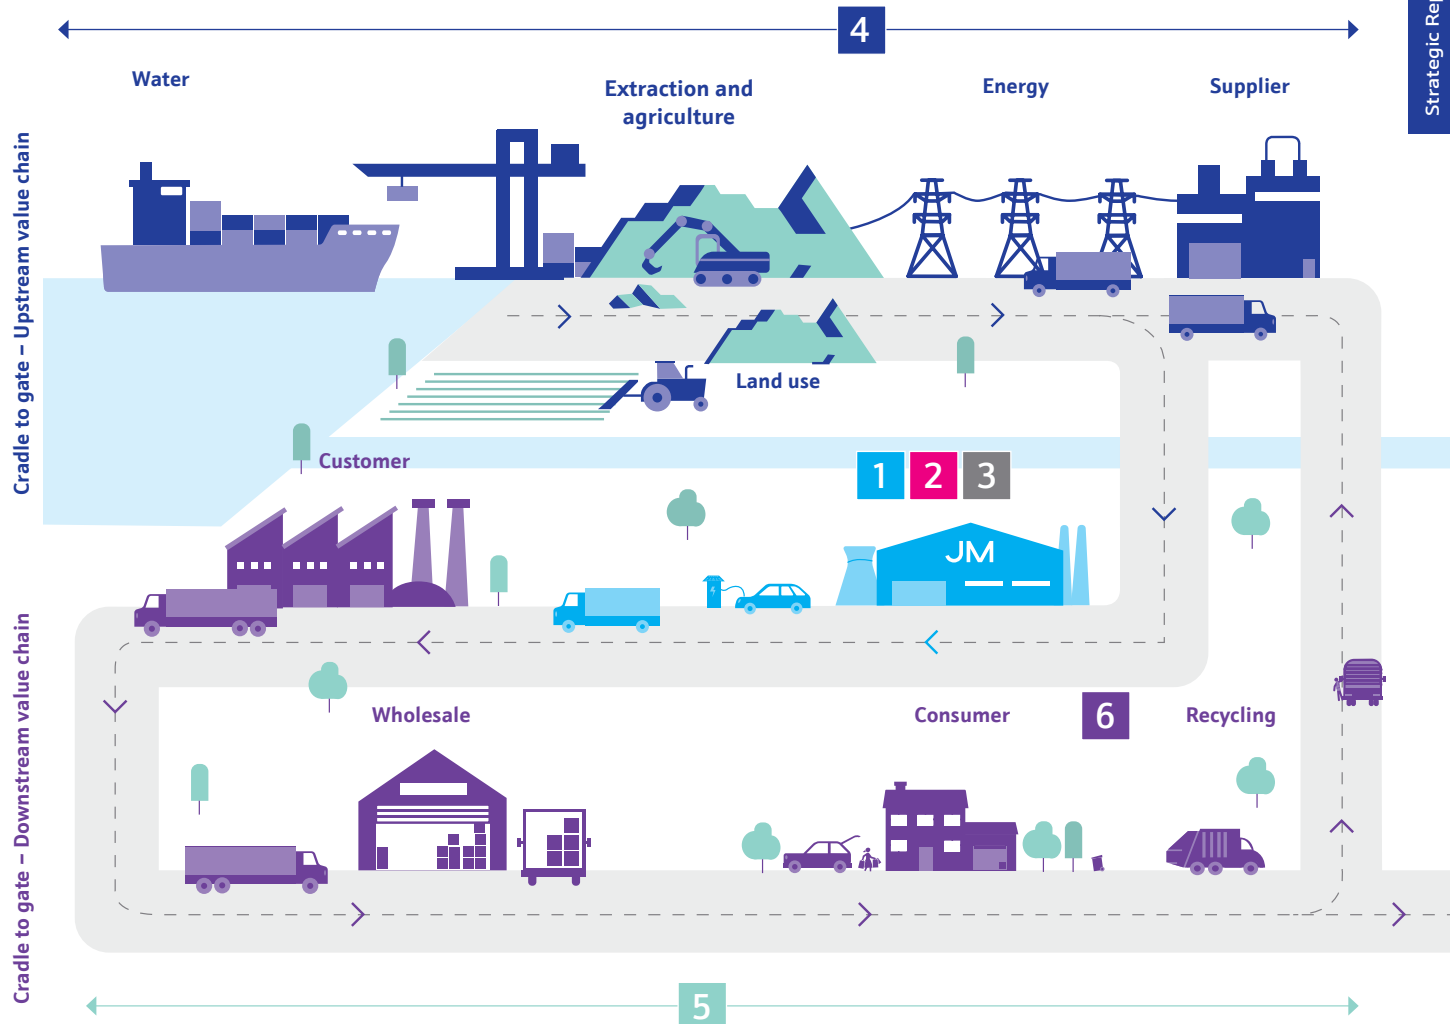 4
Strategic Rep
Water
Extraction and
agriculture
Energy
Supplier
Cradle to gate – Upstream value chain
Land use
Customer
1 2 3
JM
Cradle to gate – Downstream value chain
Wholesale
Consumer
6
Recycling
5